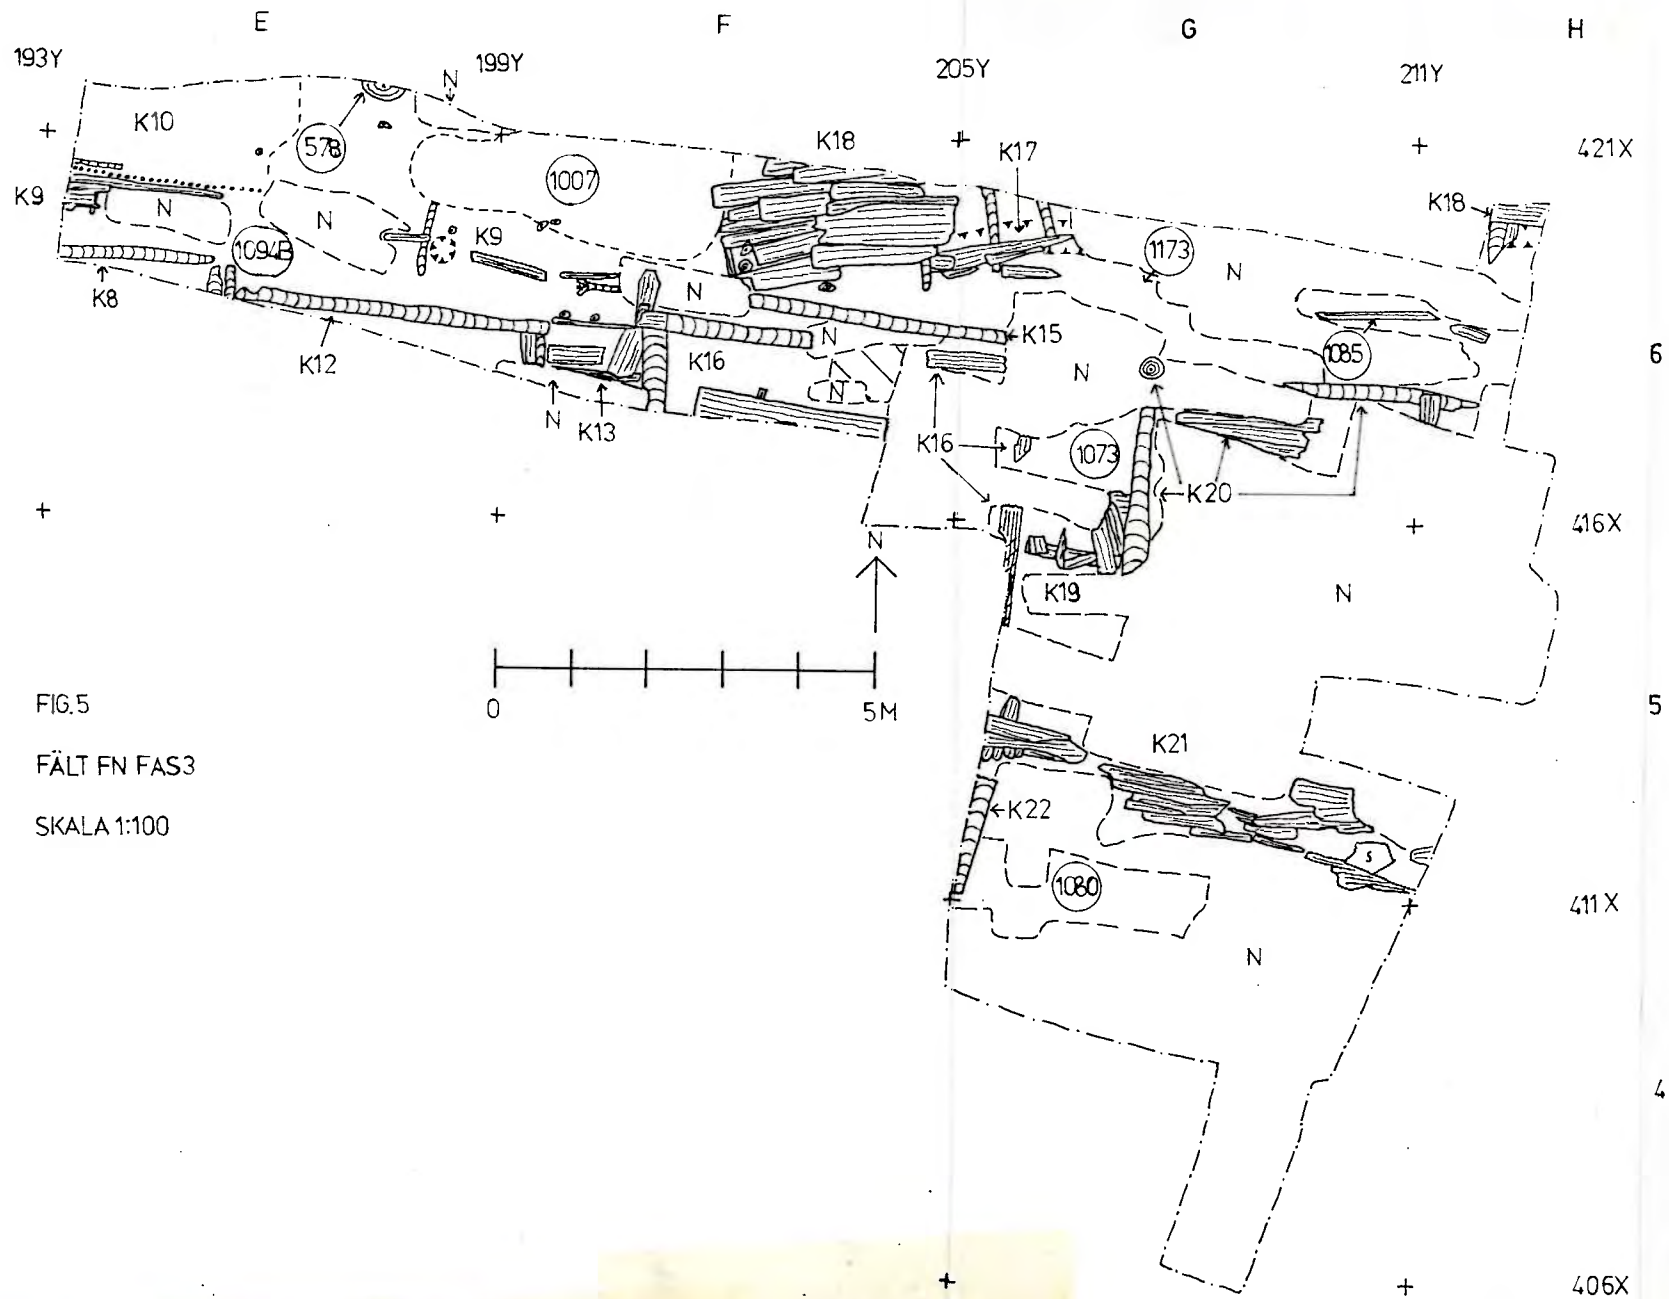 E F G H
193Y 199Y 205Y 211Y
N
K10 578 1007 K18 K17 421X
K9 N N K9 K18
1094B 1173 N
K8 N
K12 K16 N K15 1085 6
N N
N K13 K16 1073 K20
416X
N
K19 N
0 5M
FIG.5 5
FÄLT FN FAS3 K21
SKALA 1:100 K22
S
1080 411X
N
4
406X